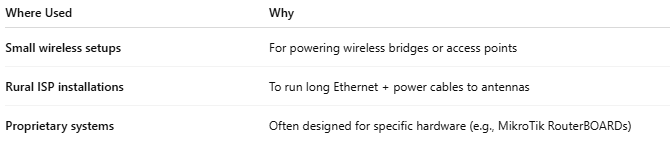 Where Used Why
Small wireless setups For powering wireless bridges or access points
Rural ISP installations To run long Ethernet + power cables to antennas
Proprietary systems Often designed for specific hardware (e.g., MikroTik RouterBOARDs)